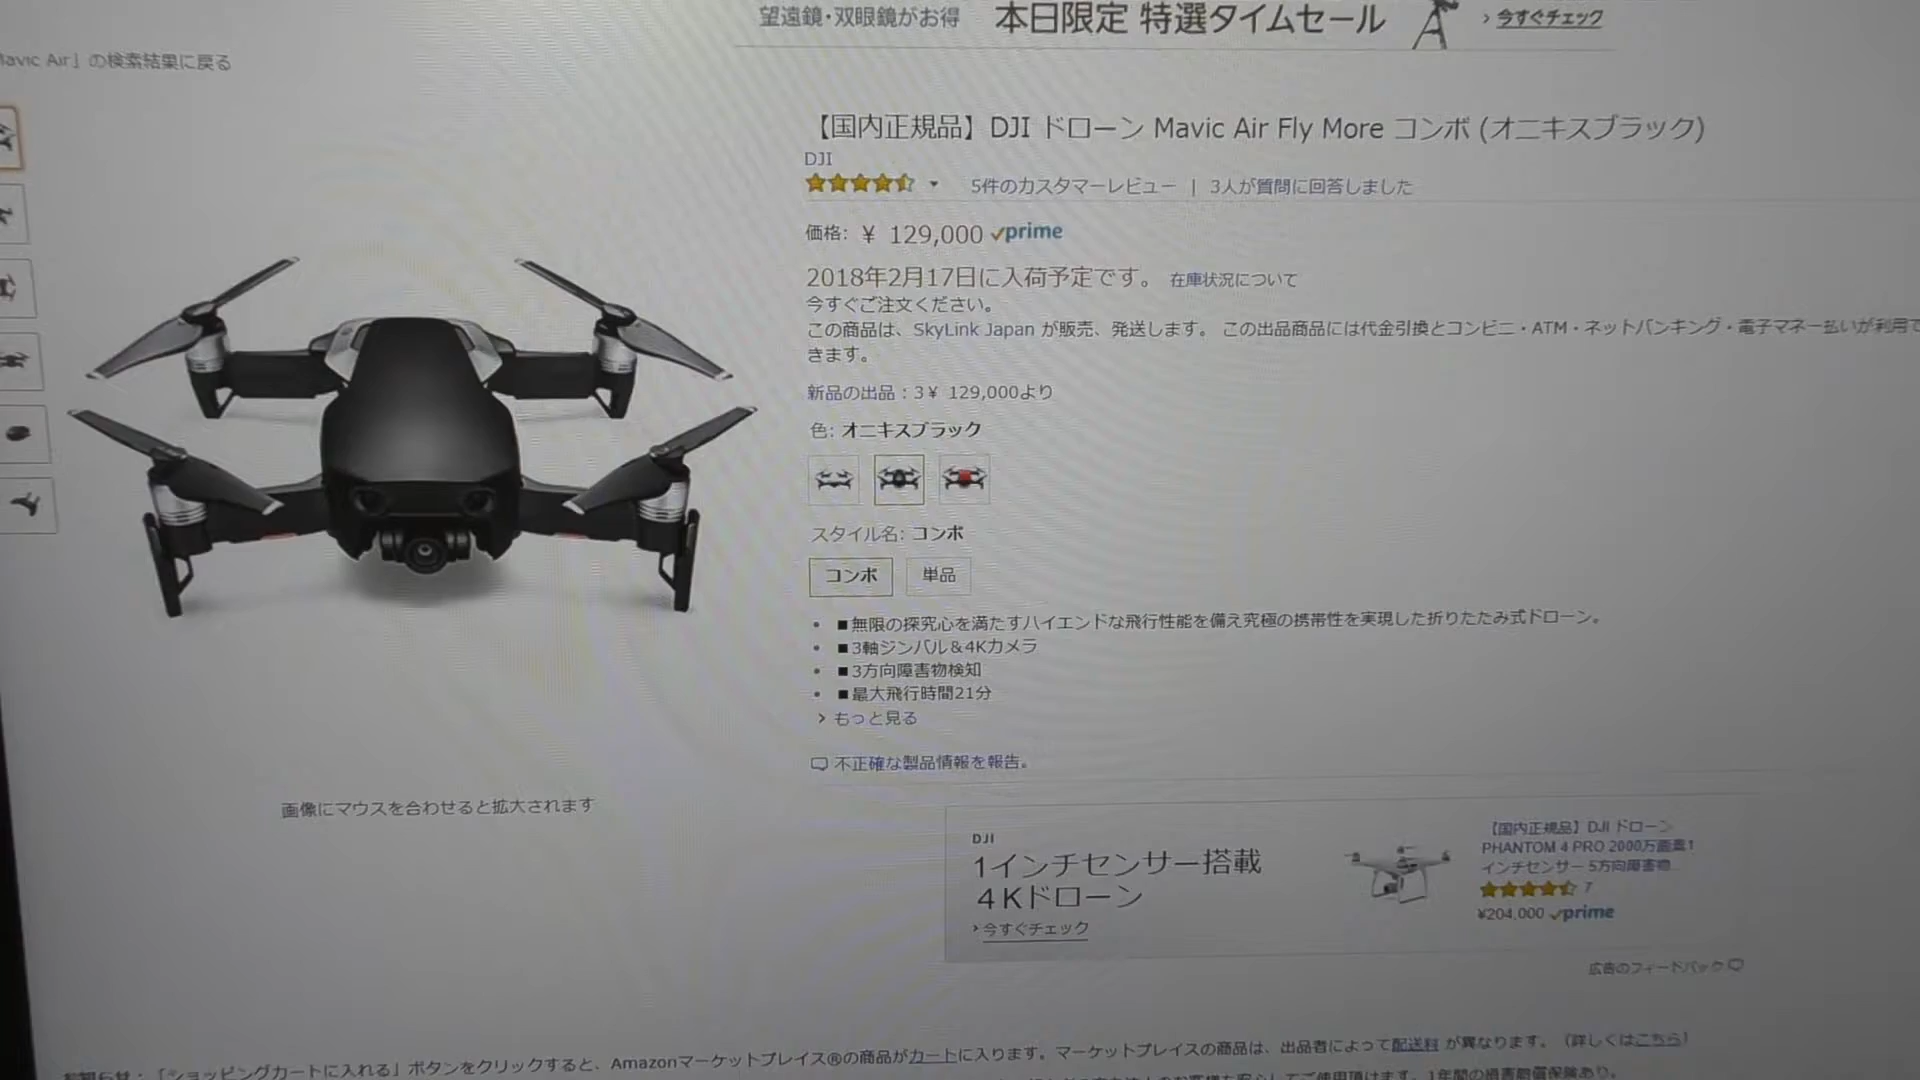 望遠鏡･双眼鏡がお得 本日限定 特選タイムセール › 今すぐチェック
avic Air」の検索結果に戻る
【国内正規品】DJI ドローン Mavic Air Fly More コンボ (オニキスブラック)
DJI
5件のカスタマーレビュー | 3人が質問に回答しました
価格: ￥ 129,000 prime
2018年2月17日に入荷予定です。 在庫状況について
今すぐご注文ください。
この商品は、SkyLink Japan が販売、発送します。 この出品商品には代金引換とコンビニ・ATM・ネットバンキング・電子マネー払いが利用で
きます。
新品の出品：3￥ 129,000より
色: オニキスブラック
スタイル名: コンボ
コンボ 単品
• ■無限の探究心を満たすハイエンドな飛行性能を備え究極の携帯性を実現した折りたたみ式ドローン。
• ■3軸ジンバル＆4Kカメラ
• ■3方向障害物検知
• ■最大飛行時間21分
› もっと見る
不正確な製品情報を報告。
画像にマウスを合わせると拡大されます
DJI
1インチセンサー搭載
４Kドローン
› 今すぐチェック
【国内正規品】DJI ドローン
PHANTOM 4 PRO 2000万画素1
インチセンサー 5方向障害物...
7
¥204,000 prime
広告のフィードバック
お知らせ：「ショッピングカートに入れる」ボタンをクリックすると、Amazonマーケットプレイス®の商品がカートに入ります。マーケットプレイスの商品は、出品者によって配送料 が異なります。（詳しくはこちら）
ご使用頂けます。1年間の損害賠償保険あり。